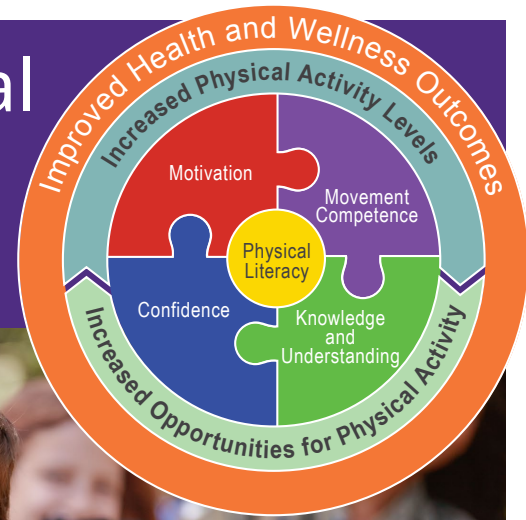 al
Improved Health and Wellness Outcomes
Increased Physical Activity Levels
Motivation
Movement
Competence
Physical
Literacy
Confidence
Knowledge
and
Understanding
Increased Opportunities for Physical Activity